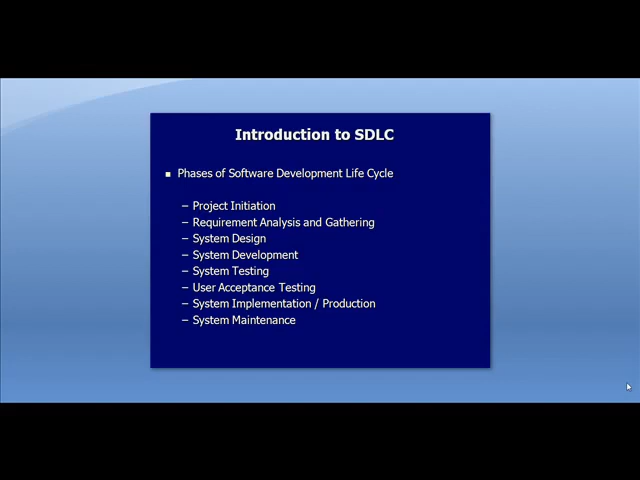 Introduction to SDLC
▪ Phases of Software Development Life Cycle
– Project Initiation
– Requirement Analysis and Gathering
– System Design
– System Development
– System Testing
– User Acceptance Testing
– System Implementation / Production
– System Maintenance